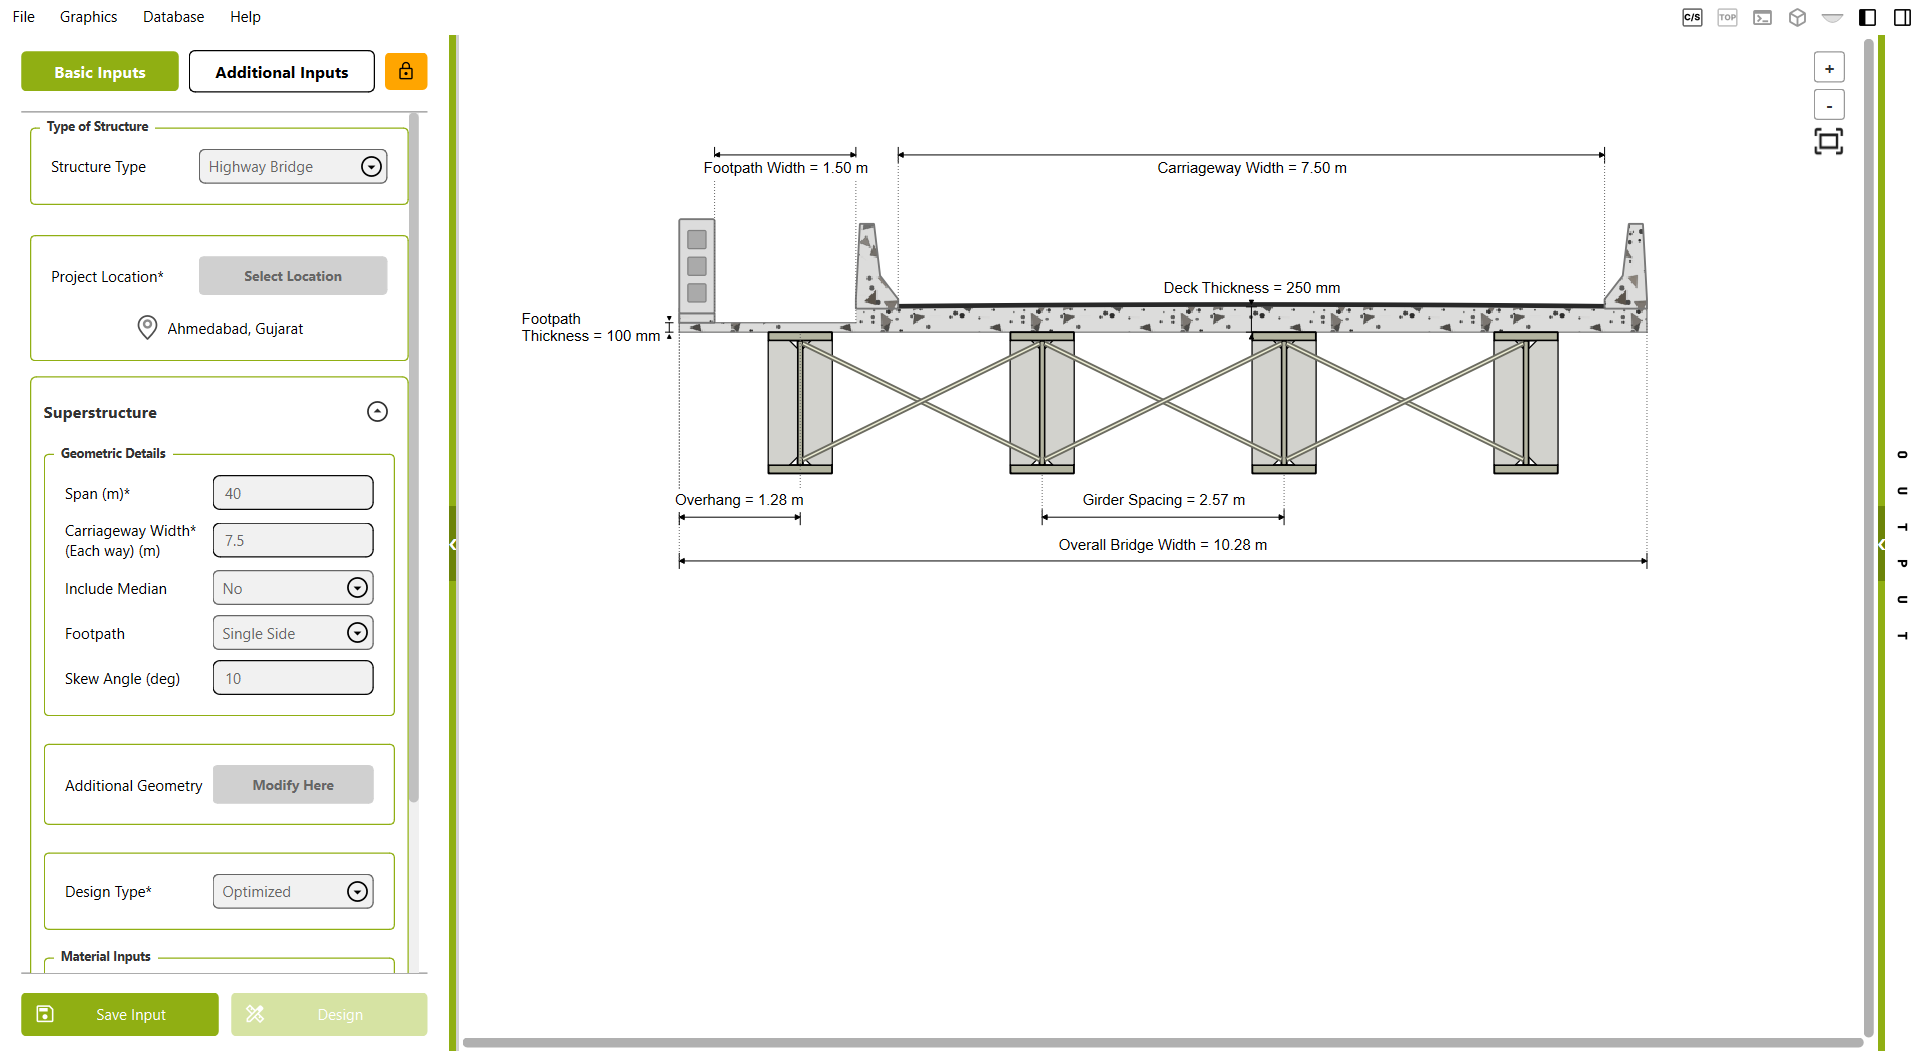 File Graphics Database Help
C/S TOP
Basic Inputs Additional Inputs
Type of Structure
Structure Type Highway Bridge
Project Location* Select Location
Ahmedabad, Gujarat
Superstructure
Geometric Details
Span (m)* 40
Carriageway Width*
(Each way) (m) 7.5
Include Median No
Footpath Single Side
Skew Angle (deg) 10
Additional Geometry Modify Here
Design Type* Optimized
Material Inputs
Save Input Design
+
-
Footpath Width = 1.50 m
Carriageway Width = 7.50 m
Deck Thickness = 250 mm
Footpath
Thickness = 100 mm
Overhang = 1.28 m
Girder Spacing = 2.57 m
Overall Bridge Width = 10.28 m
OUTPUT